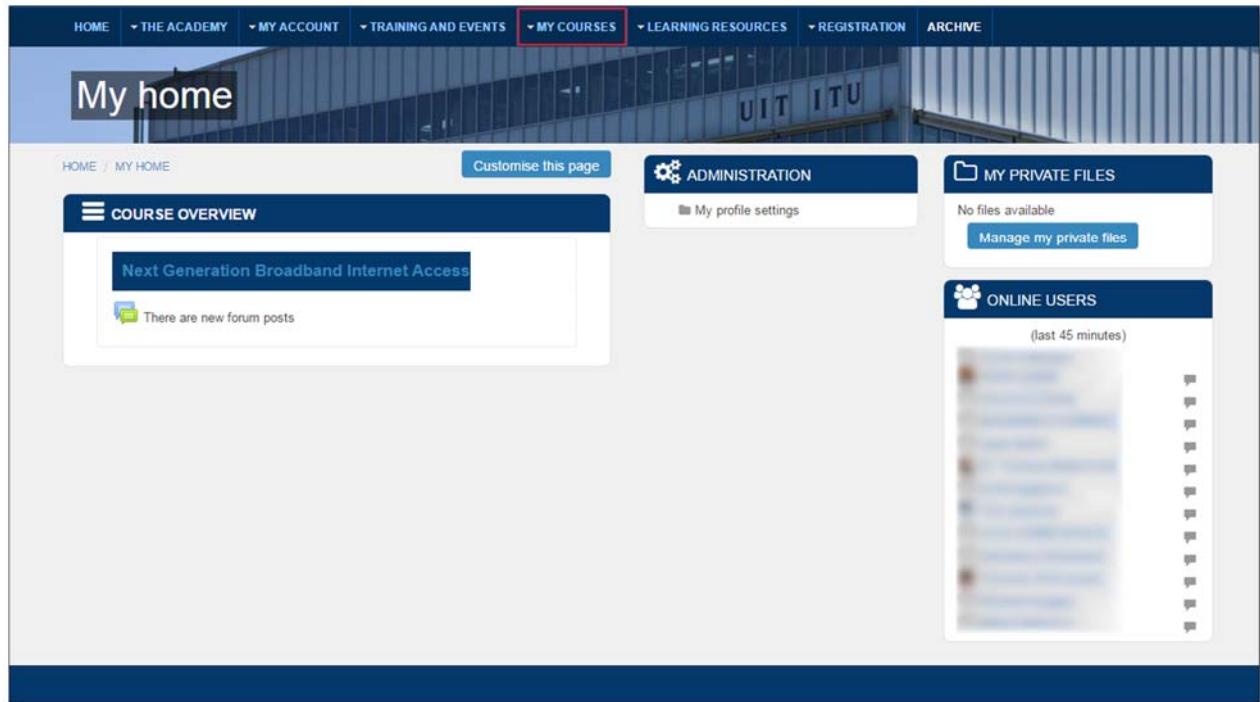 HOME THE ACADEMY MY ACCOUNT TRAINING AND EVENTS MY COURSES LEARNING RESOURCES REGISTRATION ARCHIVE
My home
UIT ITU
HOME / MY HOME
Customise this page
COURSE OVERVIEW
Next Generation Broadband Internet Access
There are new forum posts
ADMINISTRATION
My profile settings
MY PRIVATE FILES
No files available
Manage my private files
ONLINE USERS
(last 45 minutes)